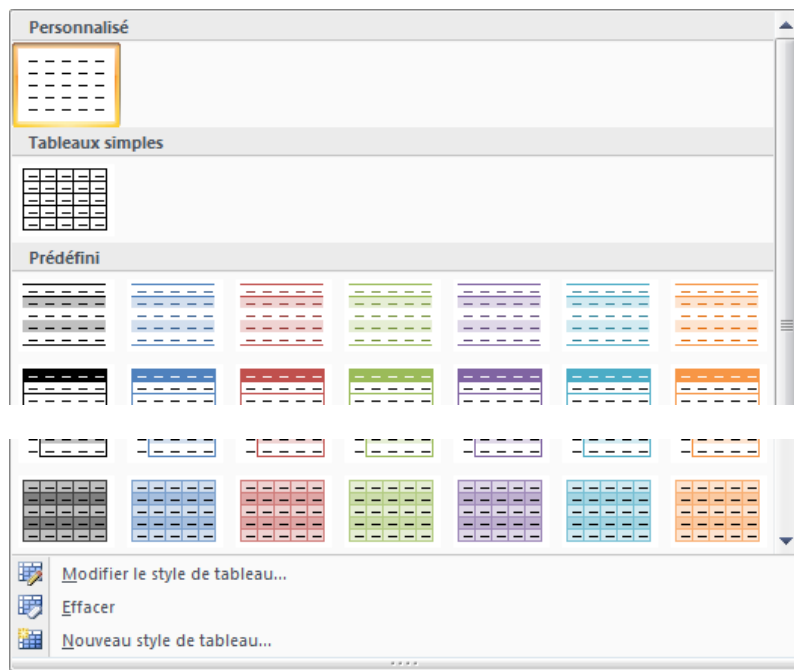 Personnalisé
Tableaux simples
Prédéfini
Modifier le style de tableau...
Effacer
Nouveau style de tableau...